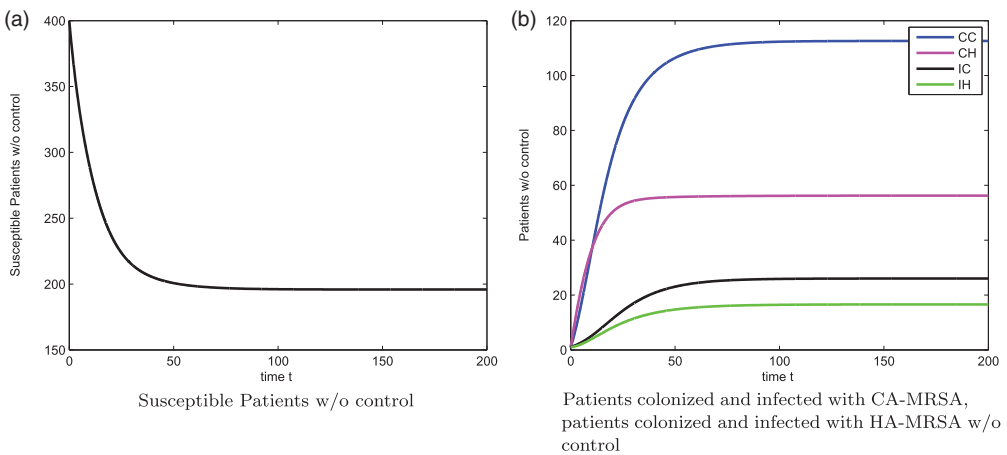 (a)
400
350
300
250
200
150
Susceptible Patients w/o control
0
50
100
150
200
time t
Susceptible Patients w/o control
(b)
120
100
80
60
40
20
0
Patients w/o control
CC
CH
IC
IH
0
50
100
150
200
time t
Patients colonized and infected with CA-MRSA,
patients colonized and infected with HA-MRSA w/o
control